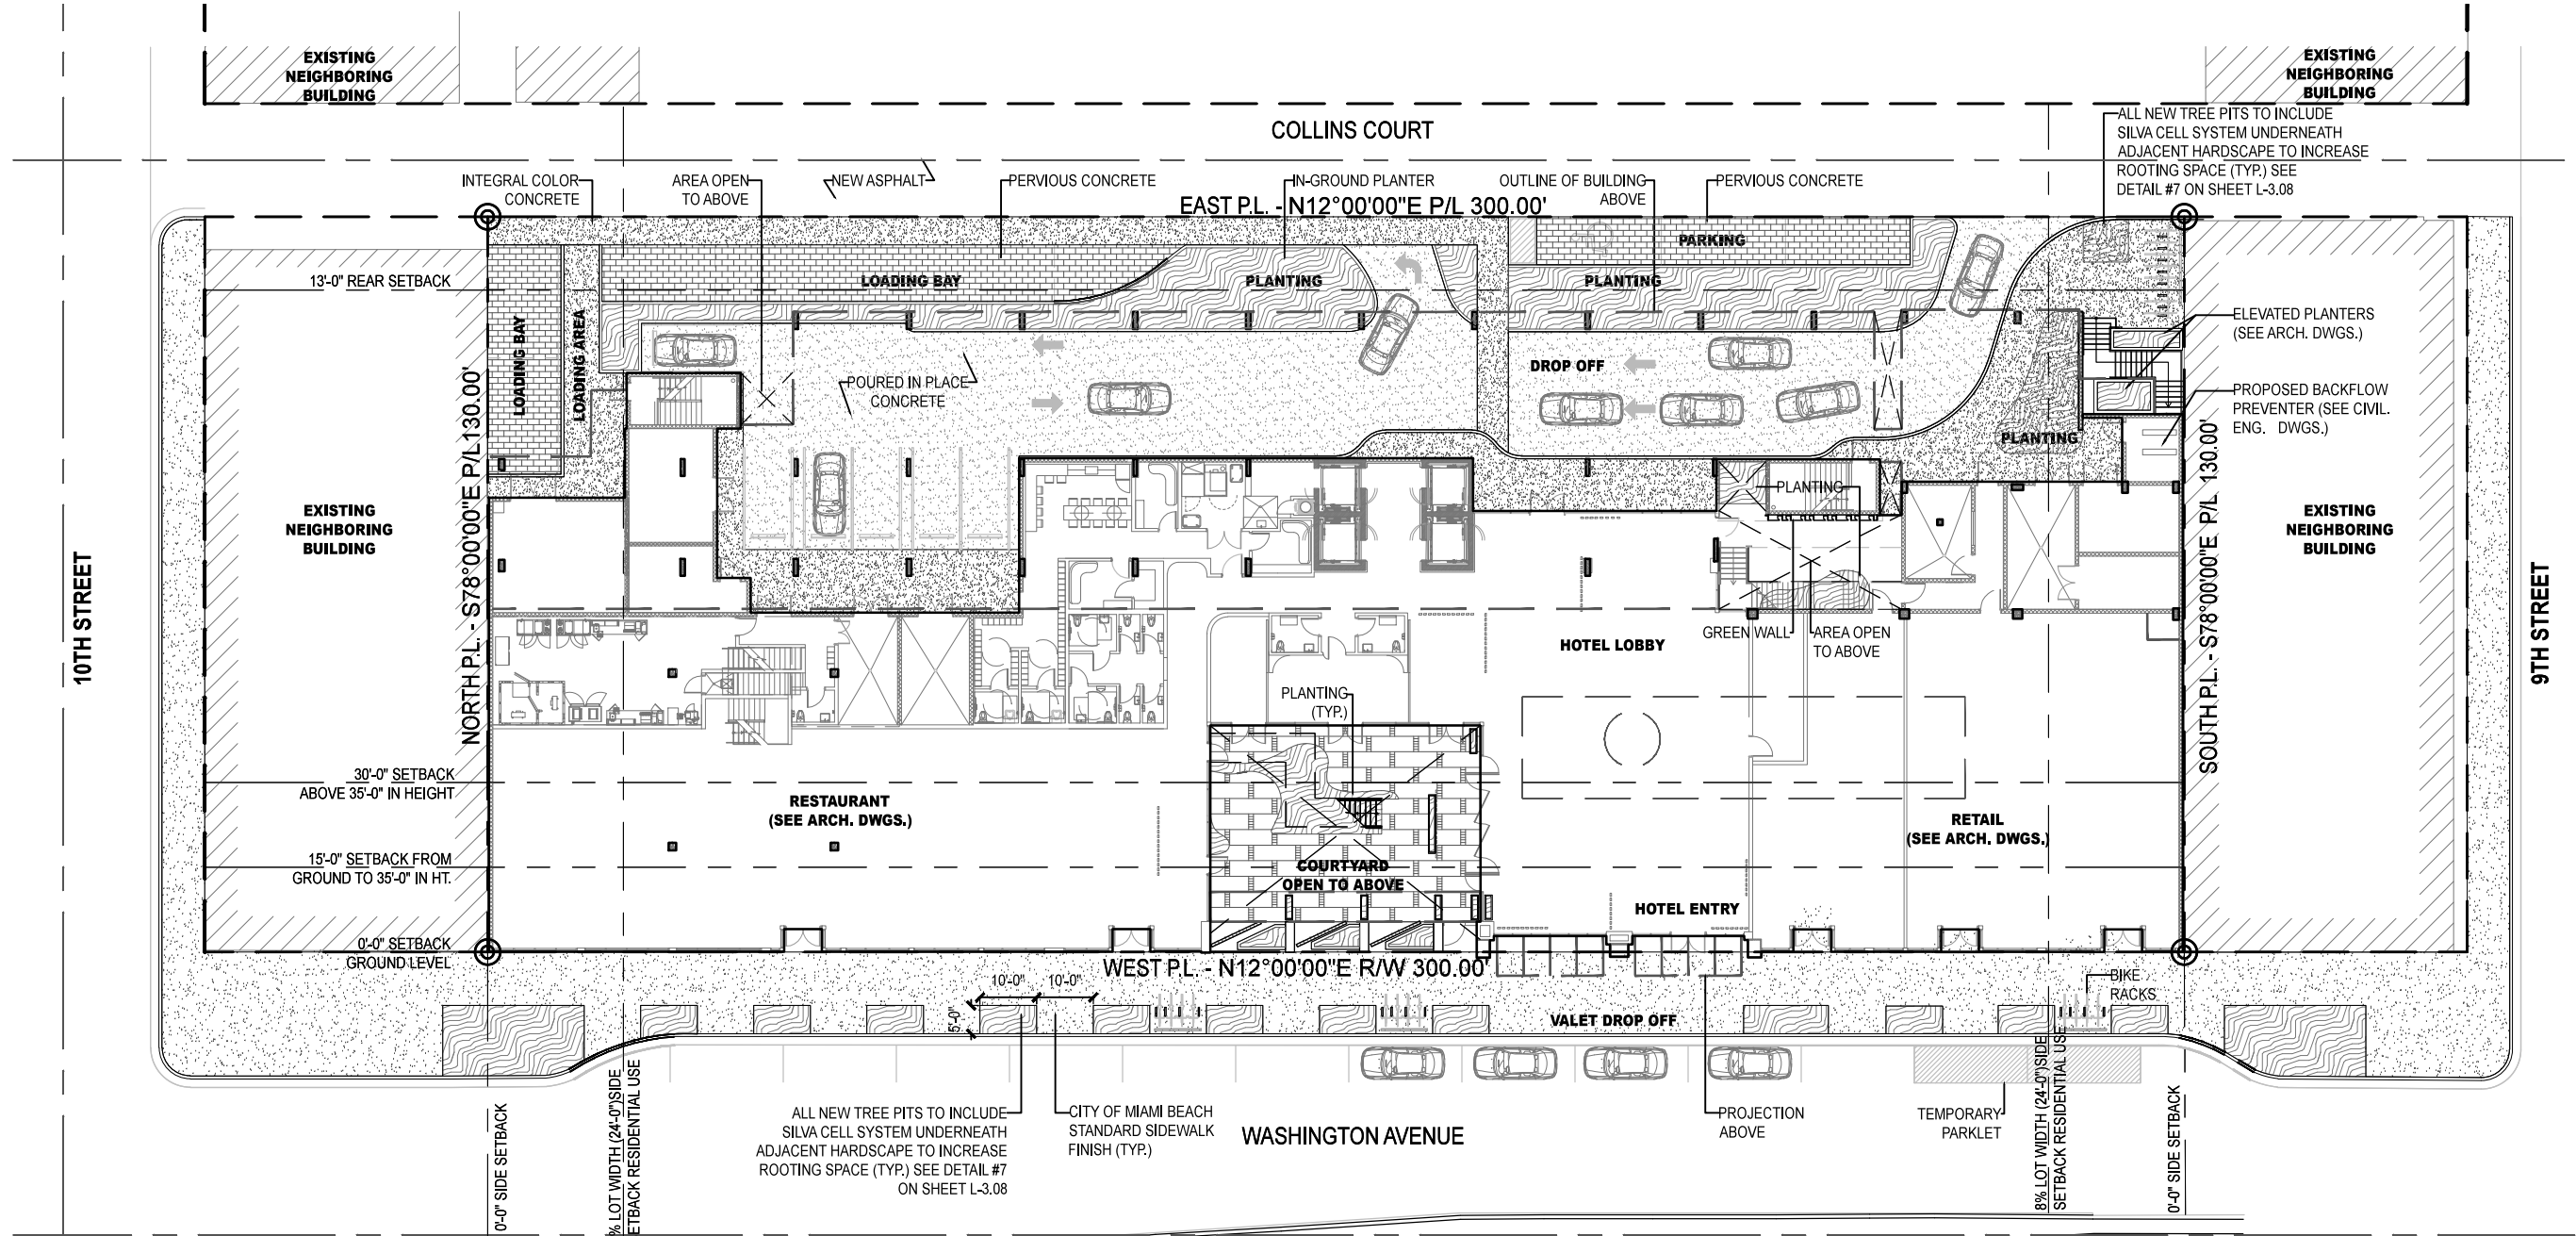 EXISTING
NEIGHBORING
BUILDING
EXISTING
NEIGHBORING
BUILDING
COLLINS COURT
ALL NEW TREE PITS TO INCLUDE
SILVA CELL SYSTEM UNDERNEATH
ADJACENT HARDSCAPE TO INCREASE
ROOTING SPACE (TYP.) SEE
DETAIL #7 ON SHEET L-3.08
INTEGRAL COLOR
CONCRETE
AREA OPEN
TO ABOVE
NEW ASPHALT
PERVIOUS CONCRETE
IN-GROUND PLANTER
OUTLINE OF BUILDING
ABOVE
PERVIOUS CONCRETE
EAST P.L. - N12°00'00"E P/L 300.00'
PARKING
13'-0" REAR SETBACK
LOADING BAY
PLANTING
PLANTING
LOADING BAY
LOADING AREA
ELEVATED PLANTERS
(SEE ARCH. DWGS.)
DROP OFF
POURED IN PLACE
CONCRETE
PROPOSED BACKFLOW
PREVENTER (SEE CIVIL.
ENG. DWGS.)
PLANTING
PLANTING
NORTH P.L. - S78°00'00"E P/L130.00'
SOUTH P.L. - S78°00'00"E P/L 130.00'
EXISTING
NEIGHBORING
BUILDING
EXISTING
NEIGHBORING
BUILDING
10TH STREET
9TH STREET
HOTEL LOBBY
GREEN WALL
AREA OPEN
TO ABOVE
PLANTING
(TYP.)
30'-0" SETBACK
ABOVE 35'-0" IN HEIGHT
RESTAURANT
(SEE ARCH. DWGS.)
RETAIL
(SEE ARCH. DWGS.)
15'-0" SETBACK FROM
GROUND TO 35'-0" IN HT.
COURTYARD
OPEN TO ABOVE
HOTEL ENTRY
0'-0" SETBACK
GROUND LEVEL
WEST P.L. - N12°00'00"E R/W 300.00'
10'-0"
10'-0"
5'-0"
BIKE
RACKS
VALET DROP OFF
ALL NEW TREE PITS TO INCLUDE
SILVA CELL SYSTEM UNDERNEATH
ADJACENT HARDSCAPE TO INCREASE
ROOTING SPACE (TYP.) SEE DETAIL #7
ON SHEET L-3.08
CITY OF MIAMI BEACH
STANDARD SIDEWALK
FINISH (TYP.)
WASHINGTON AVENUE
PROJECTION
ABOVE
TEMPORARY
PARKLET
0'-0" SIDE SETBACK
% LOT WIDTH (24'-0")SIDE
ETBACK RESIDENTIAL USE
8% LOT WIDTH (24'-0")SIDE
SETBACK RESIDENTIAL USE
0'-0" SIDE SETBACK